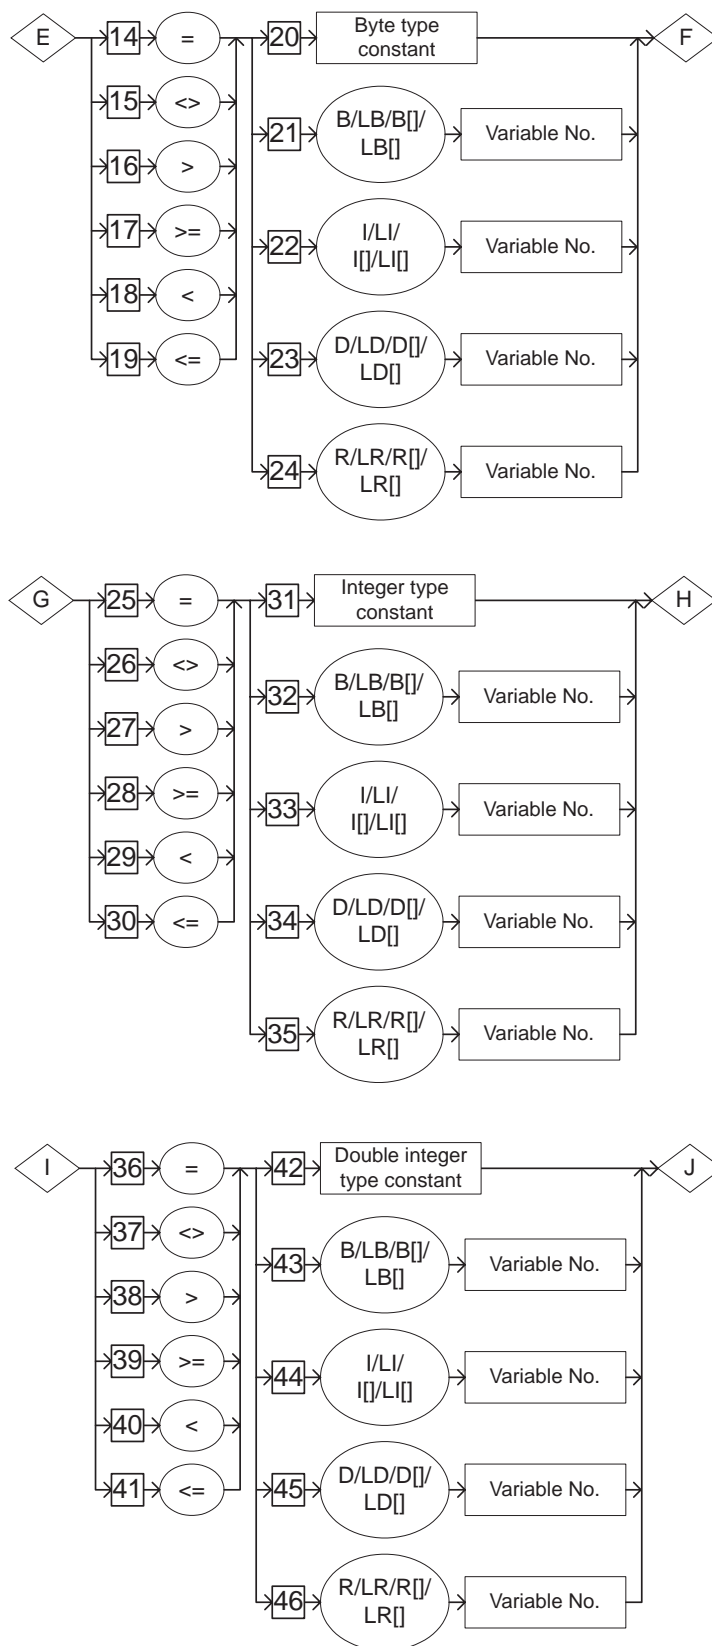 E 14 = 20 Byte type constant F
15 <> 21 B/LB/B[]/LB[] Variable No.
16 >
17 >= 22 I/LI/I[]/LI[] Variable No.
18 <
19 <= 23 D/LD/D[]/LD[] Variable No.
24 R/LR/R[]/LR[] Variable No.
G 25 = 31 Integer type constant H
26 <> 32 B/LB/B[]/LB[] Variable No.
27 >
28 >= 33 I/LI/I[]/LI[] Variable No.
29 <
30 <= 34 D/LD/D[]/LD[] Variable No.
35 R/LR/R[]/LR[] Variable No.
I 36 = 42 Double integer type constant J
37 <> 43 B/LB/B[]/LB[] Variable No.
38 >
39 >= 44 I/LI/I[]/LI[] Variable No.
40 <
41 <= 45 D/LD/D[]/LD[] Variable No.
46 R/LR/R[]/LR[] Variable No.